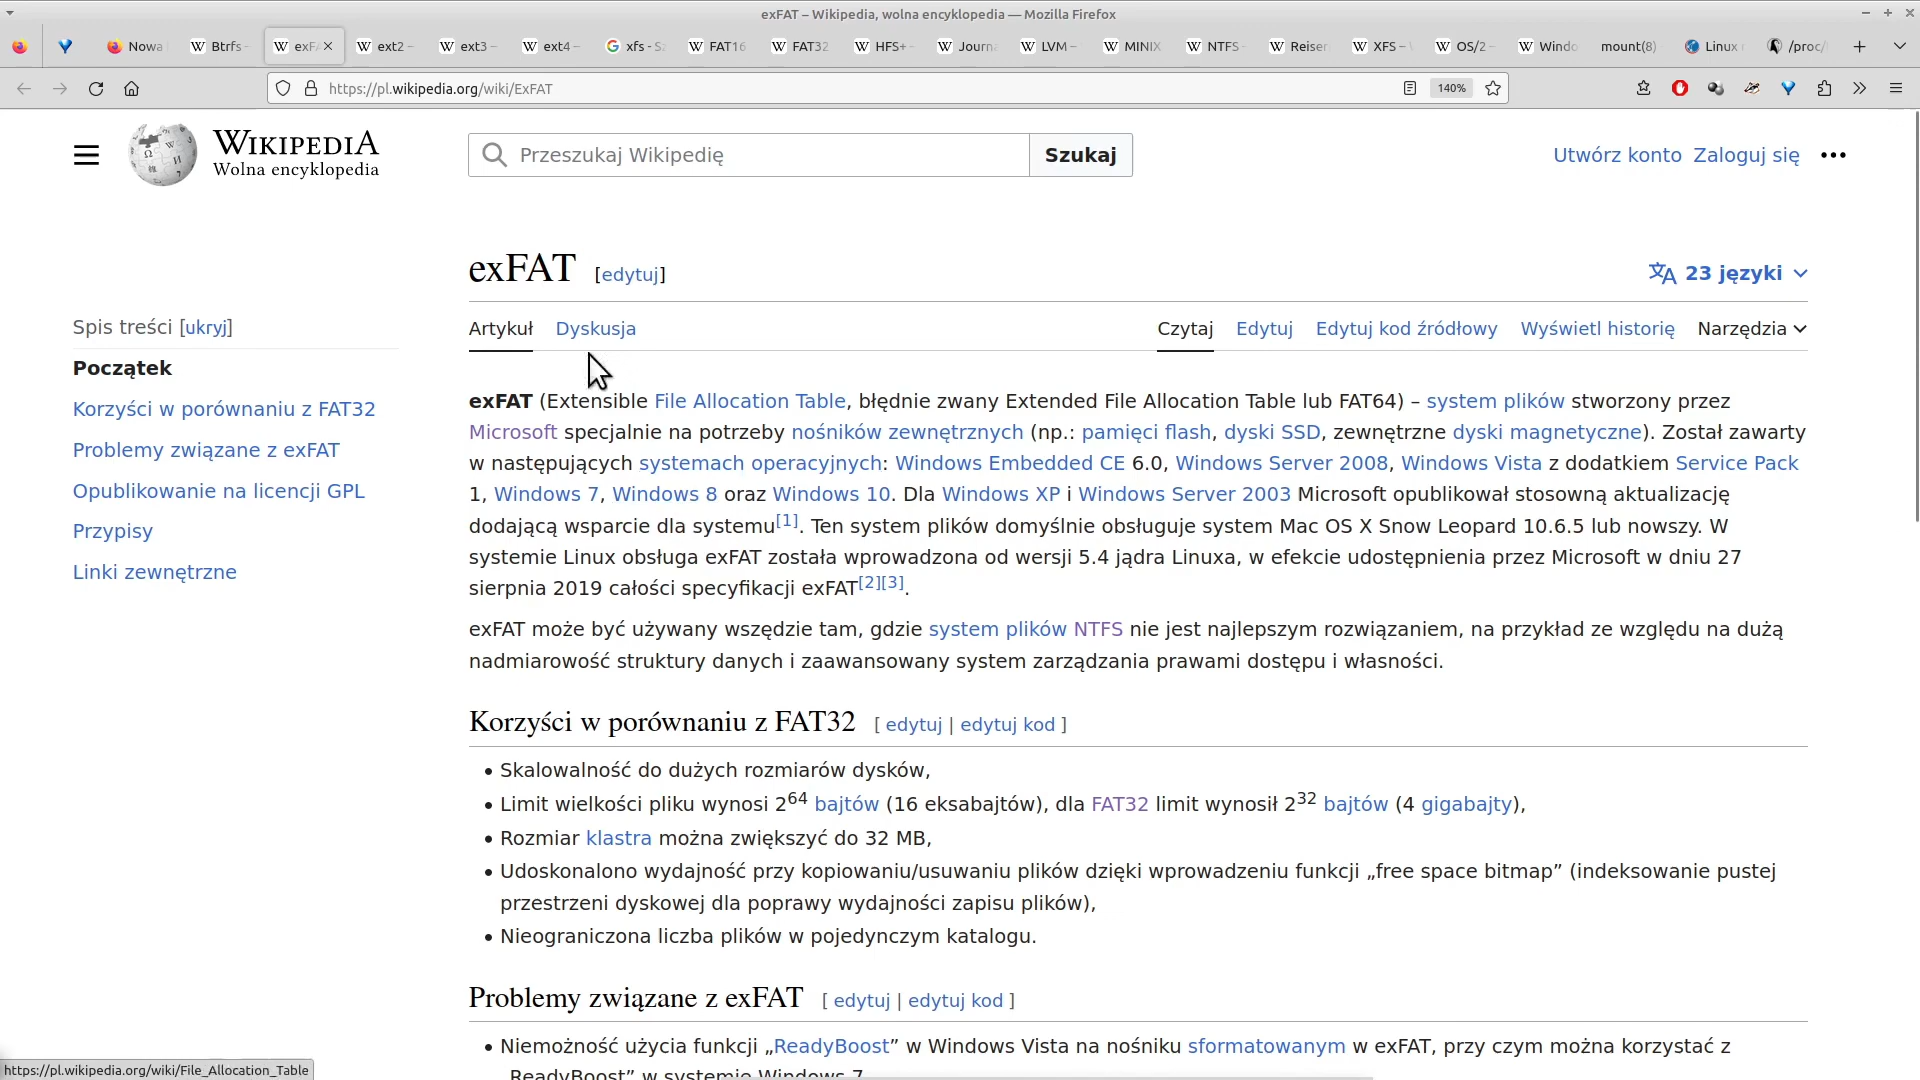 exFAT – Wikipedia, wolna encyklopedia — Mozilla Firefox
Nowa
Btrfs
exFA
ext2 –
ext3 –
ext4 –
xfs - Sz
FAT16
FAT32
HFS+
Journa
LVM –
MINIX
NTFS
Reiser
XFS –
OS/2 –
Windo
mount(8)
Linux
/proc/
https://pl.wikipedia.org/wiki/ExFAT
140%
WIKIPEDIA
Wolna encyklopedia
Przeszukaj Wikipedię
Szukaj
Utwórz konto Zaloguj się
exFAT [edytuj]
23 języki
Spis treści [ukryj]
Początek
Korzyści w porównaniu z FAT32
Problemy związane z exFAT
Opublikowanie na licencji GPL
Przypisy
Linki zewnętrzne
Artykuł Dyskusja
Czytaj Edytuj Edytuj kod źródłowy Wyświetl historię Narzędzia
exFAT (Extensible File Allocation Table, błędnie zwany Extended File Allocation Table lub FAT64) – system plików stworzony przez
Microsoft specjalnie na potrzeby nośników zewnętrznych (np.: pamięci flash, dyski SSD, zewnętrzne dyski magnetyczne). Został zawarty
w następujących systemach operacyjnych: Windows Embedded CE 6.0, Windows Server 2008, Windows Vista z dodatkiem Service Pack
1, Windows 7, Windows 8 oraz Windows 10. Dla Windows XP i Windows Server 2003 Microsoft opublikował stosowną aktualizację
dodającą wsparcie dla systemu[1]. Ten system plików domyślnie obsługuje system Mac OS X Snow Leopard 10.6.5 lub nowszy. W
systemie Linux obsługa exFAT została wprowadzona od wersji 5.4 jądra Linuxa, w efekcie udostępnienia przez Microsoft w dniu 27
sierpnia 2019 całości specyfikacji exFAT[2][3].
exFAT może być używany wszędzie tam, gdzie system plików NTFS nie jest najlepszym rozwiązaniem, na przykład ze względu na dużą
nadmiarowość struktury danych i zaawansowany system zarządzania prawami dostępu i własności.
Korzyści w porównaniu z FAT32 [ edytuj | edytuj kod ]
• Skalowalność do dużych rozmiarów dysków,
• Limit wielkości pliku wynosi 2^64 bajtów (16 eksabajtów), dla FAT32 limit wynosił 2^32 bajtów (4 gigabajty),
• Rozmiar klastra można zwiększyć do 32 MB,
• Udoskonalono wydajność przy kopiowaniu/usuwaniu plików dzięki wprowadzeniu funkcji „free space bitmap” (indeksowanie pustej
przestrzeni dyskowej dla poprawy wydajności zapisu plików),
• Nieograniczona liczba plików w pojedynczym katalogu.
Problemy związane z exFAT [ edytuj | edytuj kod ]
• Niemożność użycia funkcji „ReadyBoost” w Windows Vista na nośniku sformatowanym w exFAT, przy czym można korzystać z
„ReadyBoost” w systemie Windows 7
https://pl.wikipedia.org/wiki/File_Allocation_Table